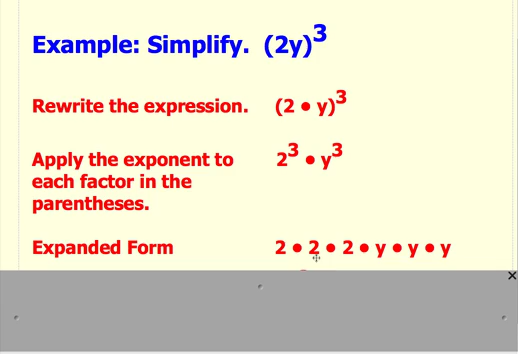 Example: Simplify. (2y)³
Rewrite the expression. (2 • y)³
Apply the exponent to 2³ • y³
each factor in the
parentheses.
Expanded Form 2 • 2 • 2 • y • y • y